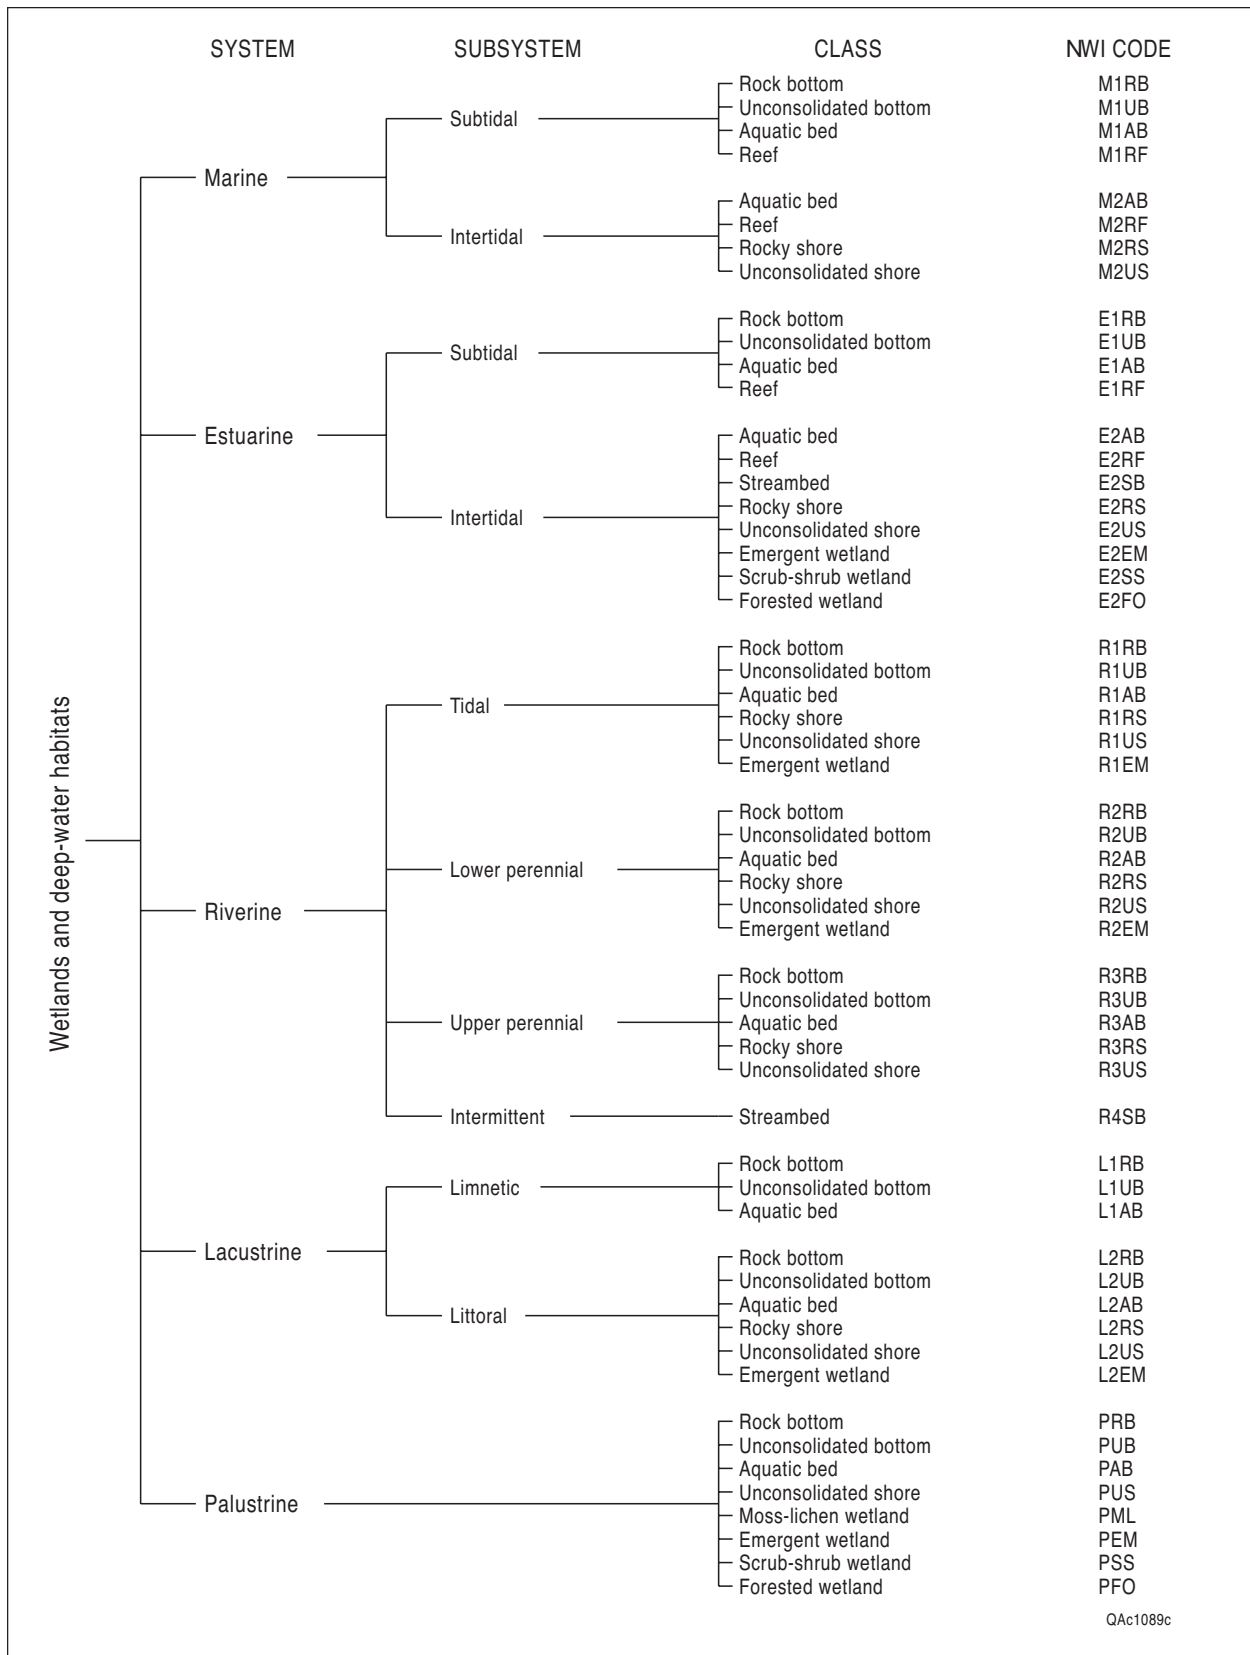 SYSTEM SUBSYSTEM CLASS NWI CODE
Rock bottom M1RB
Unconsolidated bottom M1UB
Subtidal
Aquatic bed M1AB
Reef M1RF
Marine
Aquatic bed M2AB
Reef M2RF
Intertidal
Rocky shore M2RS
Unconsolidated shore M2US
Rock bottom E1RB
Unconsolidated bottom E1UB
Subtidal
Aquatic bed E1AB
Reef E1RF
Estuarine
Aquatic bed E2AB
Reef E2RF
Streambed E2SB
Rocky shore E2RS
Intertidal
Unconsolidated shore E2US
Emergent wetland E2EM
Scrub-shrub wetland E2SS
Forested wetland E2FO
Wetlands and deep-water habitats
Rock bottom R1RB
Unconsolidated bottom R1UB
Aquatic bed R1AB
Tidal
Rocky shore R1RS
Unconsolidated shore R1US
Emergent wetland R1EM
Rock bottom R2RB
Unconsolidated bottom R2UB
Aquatic bed R2AB
Lower perennial
Rocky shore R2RS
Unconsolidated shore R2US
Emergent wetland R2EM
Riverine
Rock bottom R3RB
Unconsolidated bottom R3UB
Upper perennial Aquatic bed R3AB
Rocky shore R3RS
Unconsolidated shore R3US
Intermittent Streambed R4SB
Rock bottom L1RB
Limnetic Unconsolidated bottom L1UB
Aquatic bed L1AB
Lacustrine
Rock bottom L2RB
Unconsolidated bottom L2UB
Aquatic bed L2AB
Littoral
Rocky shore L2RS
Unconsolidated shore L2US
Emergent wetland L2EM
Rock bottom PRB
Unconsolidated bottom PUB
Aquatic bed PAB
Unconsolidated shore PUS
Palustrine
Moss-lichen wetland PML
Emergent wetland PEM
Scrub-shrub wetland PSS
Forested wetland PFO
QAc1089c